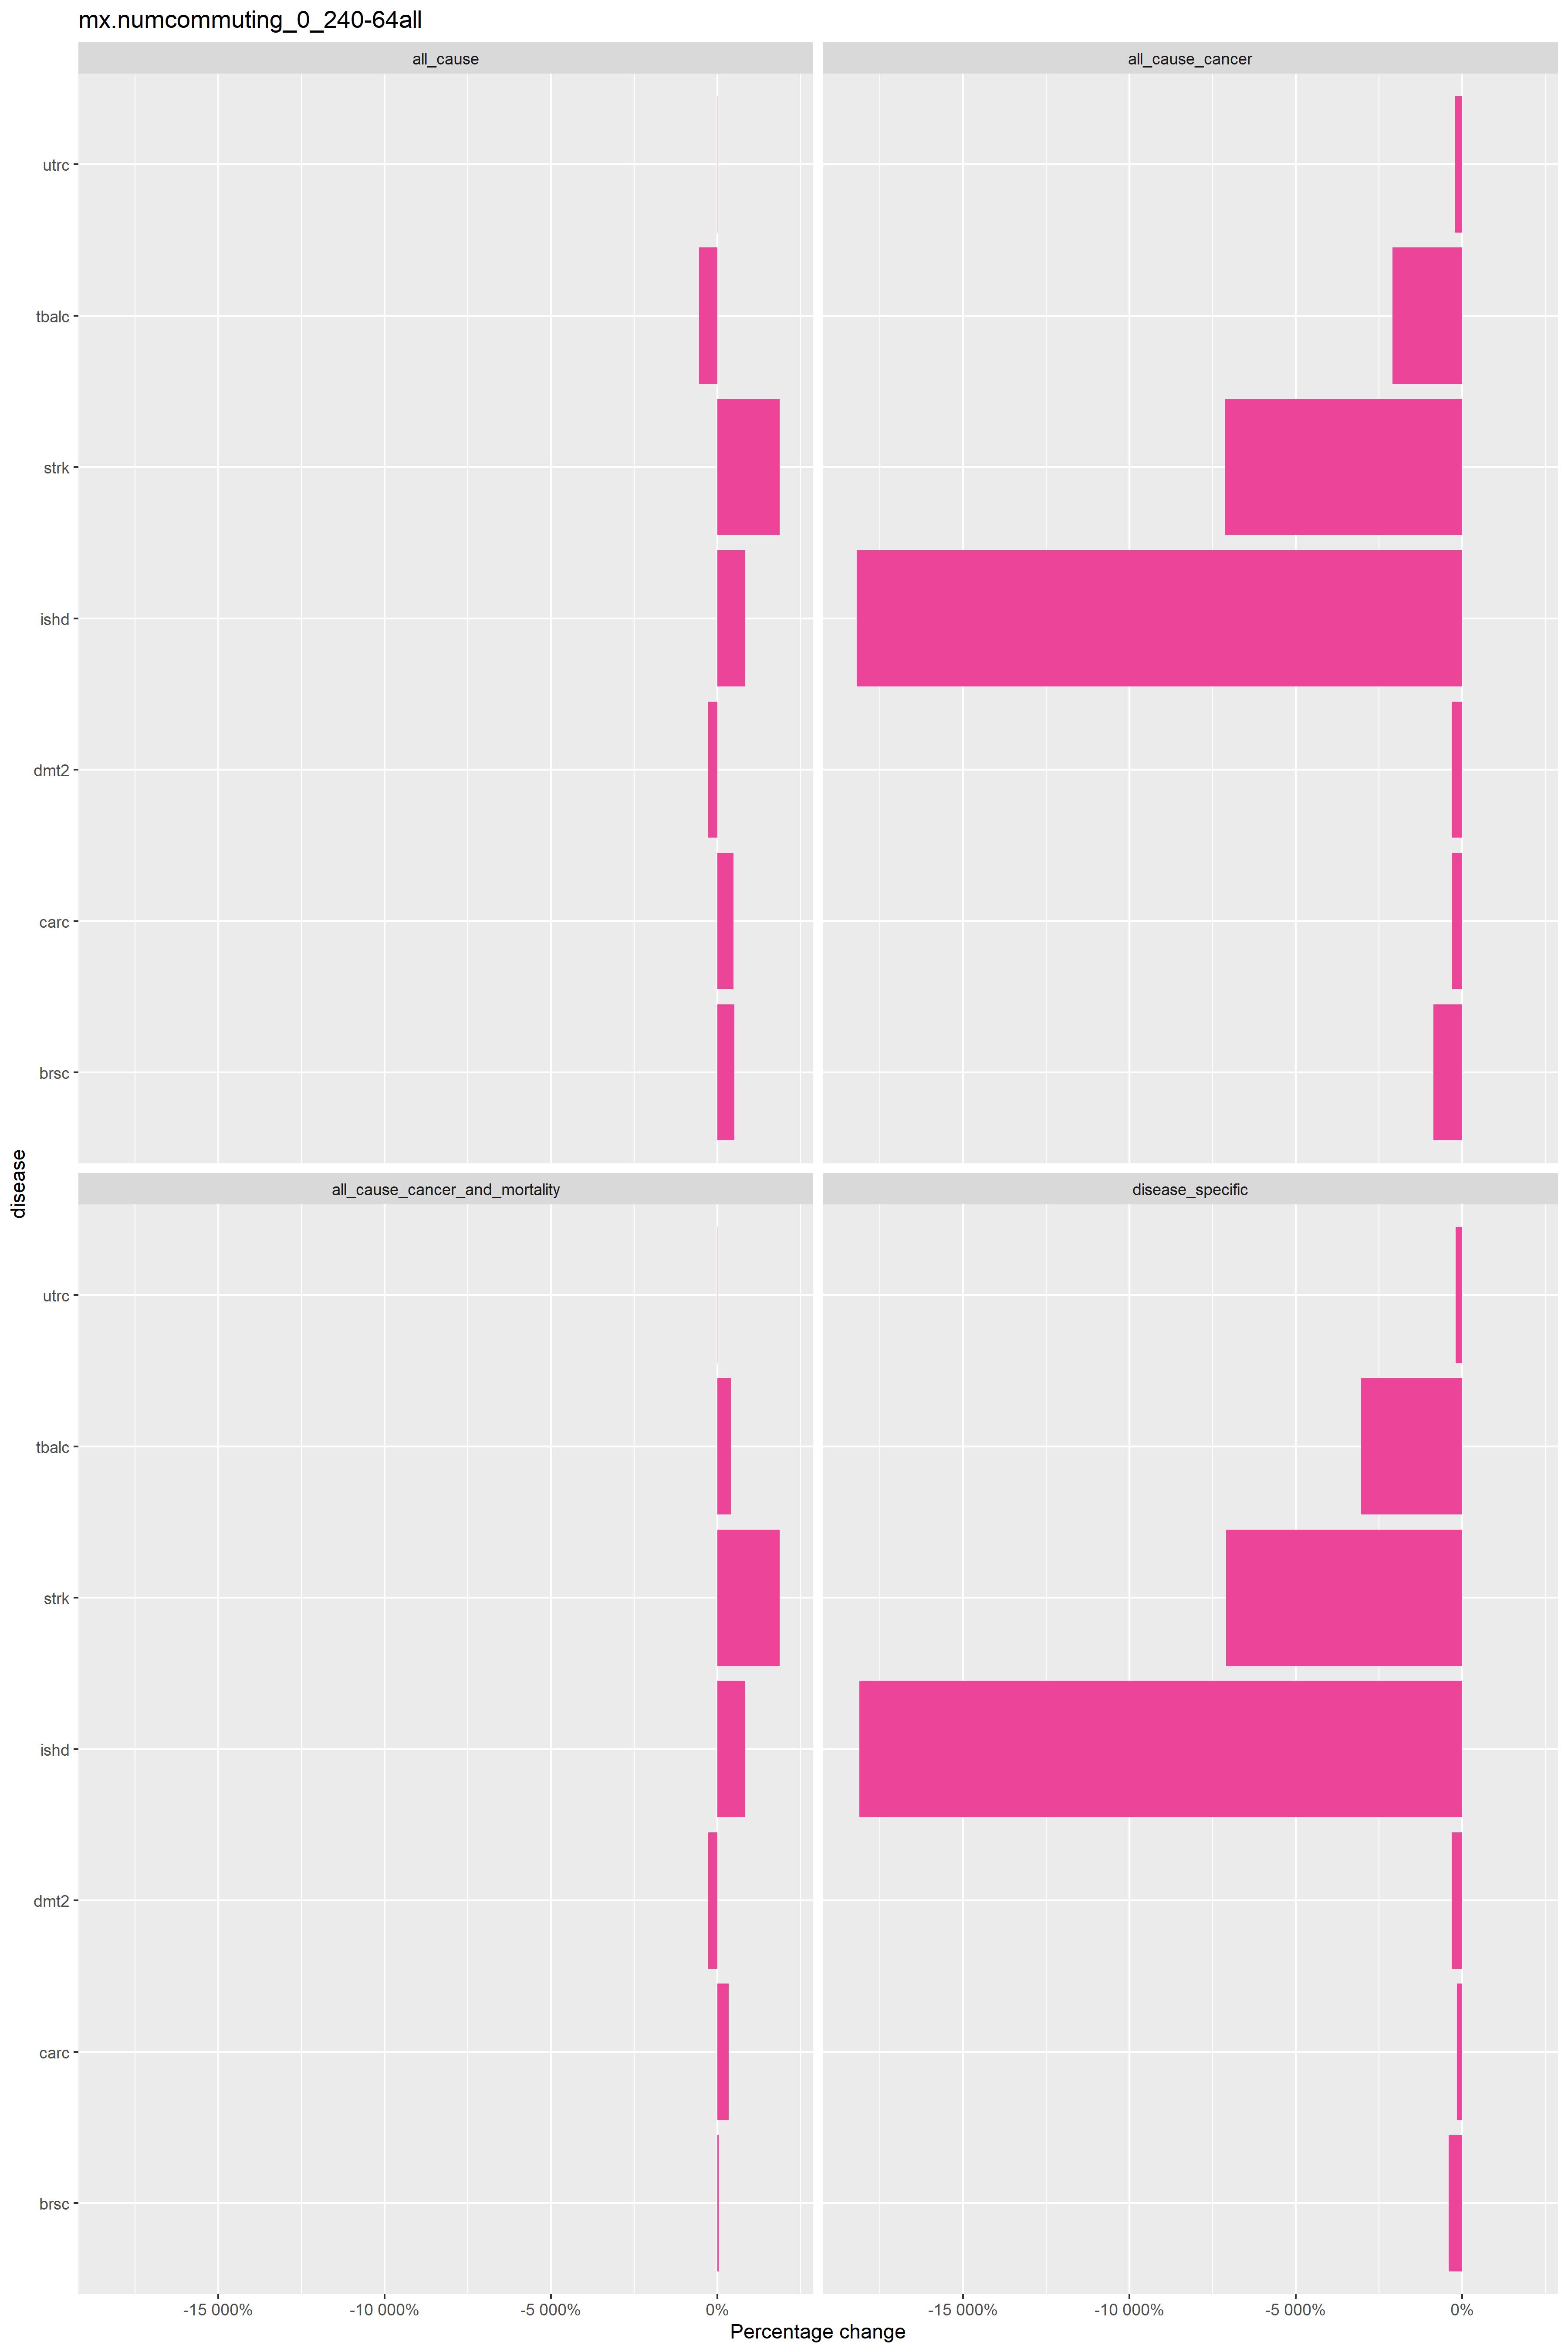 mx.numcommuting_0_240-64all
all_cause
all_cause_cancer
utrc
tbalc
strk
ishd
dmt2
carc
brsc
disease
all_cause_cancer_and_mortality
disease_specific
utrc
tbalc
strk
ishd
dmt2
carc
brsc
-15 000%
-10 000%
-5 000%
0%
-15 000%
-10 000%
-5 000%
0%
Percentage change